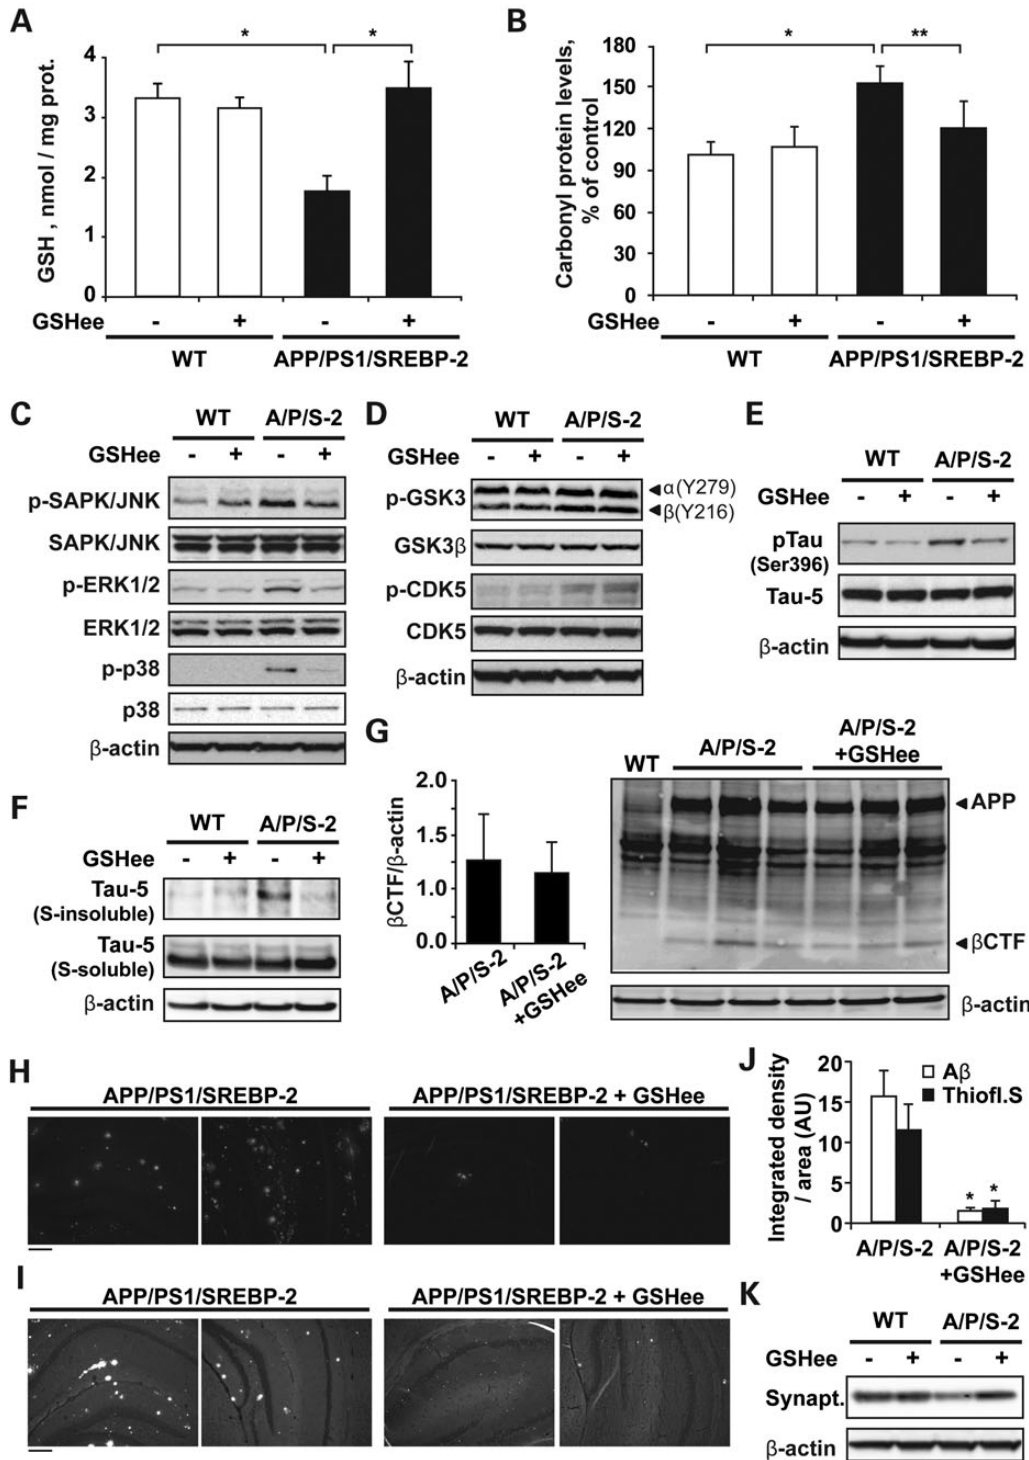 A
* *
GSH , nmol / mg prot.
4
3
2
1
0
GSHee - + - +
WT APP/PS1/SREBP-2
B
* **
Carbonyl protein levels,
% of control
180
150
120
90
60
30
0
GSHee - + - +
WT APP/PS1/SREBP-2
C
WT A/P/S-2
GSHee - + - +
p-SAPK/JNK
SAPK/JNK
p-ERK1/2
ERK1/2
p-p38
p38
β-actin
D
WT A/P/S-2
GSHee - + - +
p-GSK3
α(Y279)
β(Y216)
GSK3β
p-CDK5
CDK5
β-actin
E
WT A/P/S-2
GSHee - + - +
pTau
(Ser396)
Tau-5
β-actin
F
WT A/P/S-2
GSHee - + - +
Tau-5
(S-insoluble)
Tau-5
(S-soluble)
β-actin
G
βCTF/β-actin
2.0
1.5
1.0
0.0
A/P/S-2
A/P/S-2
+GSHee
WT A/P/S-2
A/P/S-2
+GSHee
APP
βCTF
β-actin
H
APP/PS1/SREBP-2 APP/PS1/SREBP-2 + GSHee
I
APP/PS1/SREBP-2 APP/PS1/SREBP-2 + GSHee
J
Integrated density
/ area (AU)
20
15
10
5
0
Aβ
Thiofl.S
* *
A/P/S-2 A/P/S-2
+GSHee
K
WT A/P/S-2
GSHee - + - +
Synapt.
β-actin